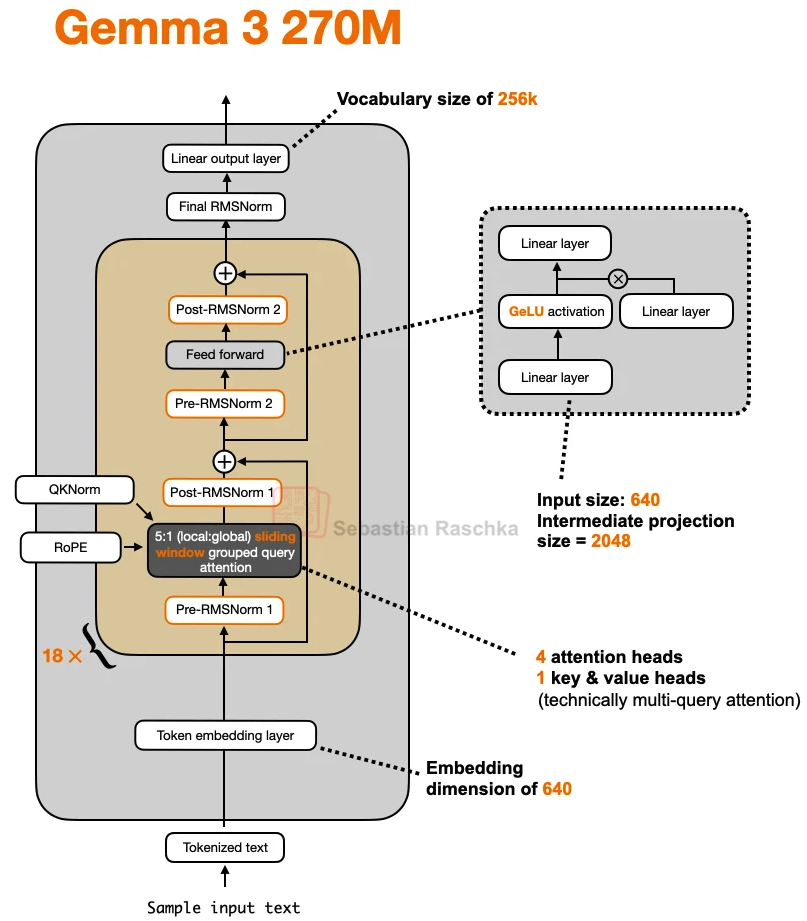 Gemma 3 270M
Vocabulary size of 256k
Linear output layer
Final RMSNorm
+
Post-RMSNorm 2
Feed forward
Pre-RMSNorm 2
+
Post-RMSNorm 1
QKNorm
RoPE
5:1 (local:global) sliding
window grouped query
attention
Pre-RMSNorm 1
18 ×
{
Token embedding layer
Tokenized text
Sample input text
Linear layer
×
GeLU activation
Linear layer
Linear layer
Input size: 640
Intermediate projection
size = 2048
Sebastian Raschka
4 attention heads
1 key & value heads
(technically multi-query attention)
Embedding
dimension of 640